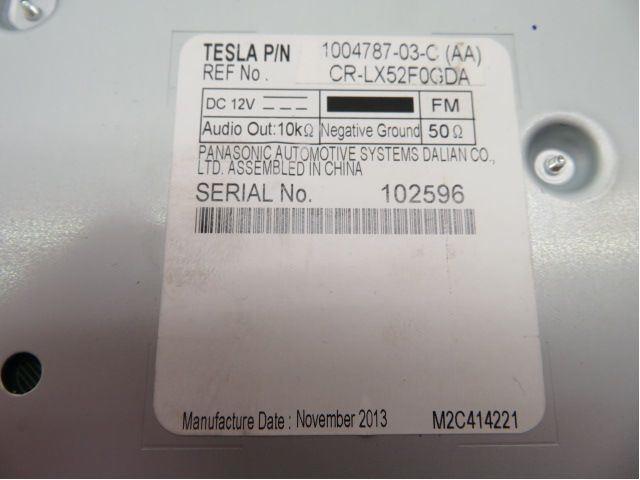 TESLA P/N 1004787-03-C (AA)
REF No. CR-LX52F0GDA
DC 12V FM
Audio Out:10kΩ Negative Ground 50Ω
PANASONIC AUTOMOTIVE SYSTEMS DALIAN CO.,
LTD. ASSEMBLED IN CHINA
SERIAL No. 102596
Manufacture Date : November 2013 M2C414221